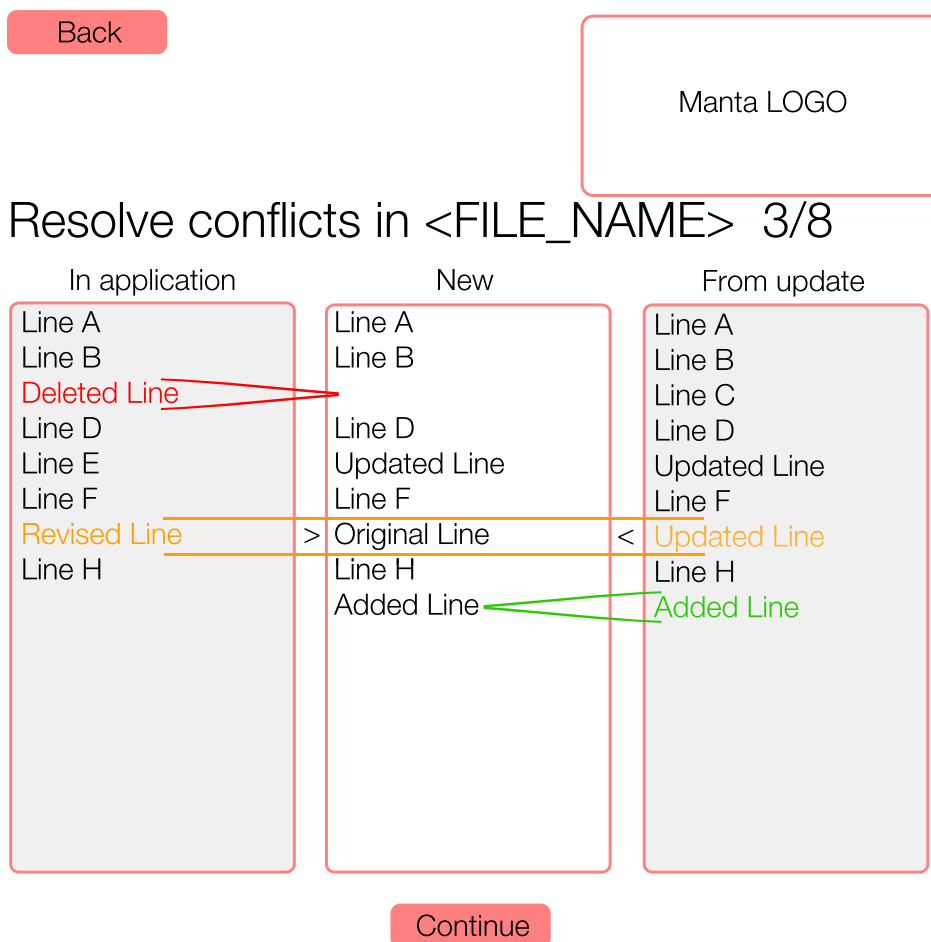 Back
Manta LOGO
Resolve conflicts in <FILE_NAME> 3/8
In application
New
From update
Line A
Line B
Deleted Line
Line D
Line E
Line F
Revised Line
Line H
>
Line A
Line B
Line D
Updated Line
Line F
Original Line
Line H
Added Line
<
Line A
Line B
Line C
Line D
Updated Line
Line F
Updated Line
Line H
Added Line
Continue